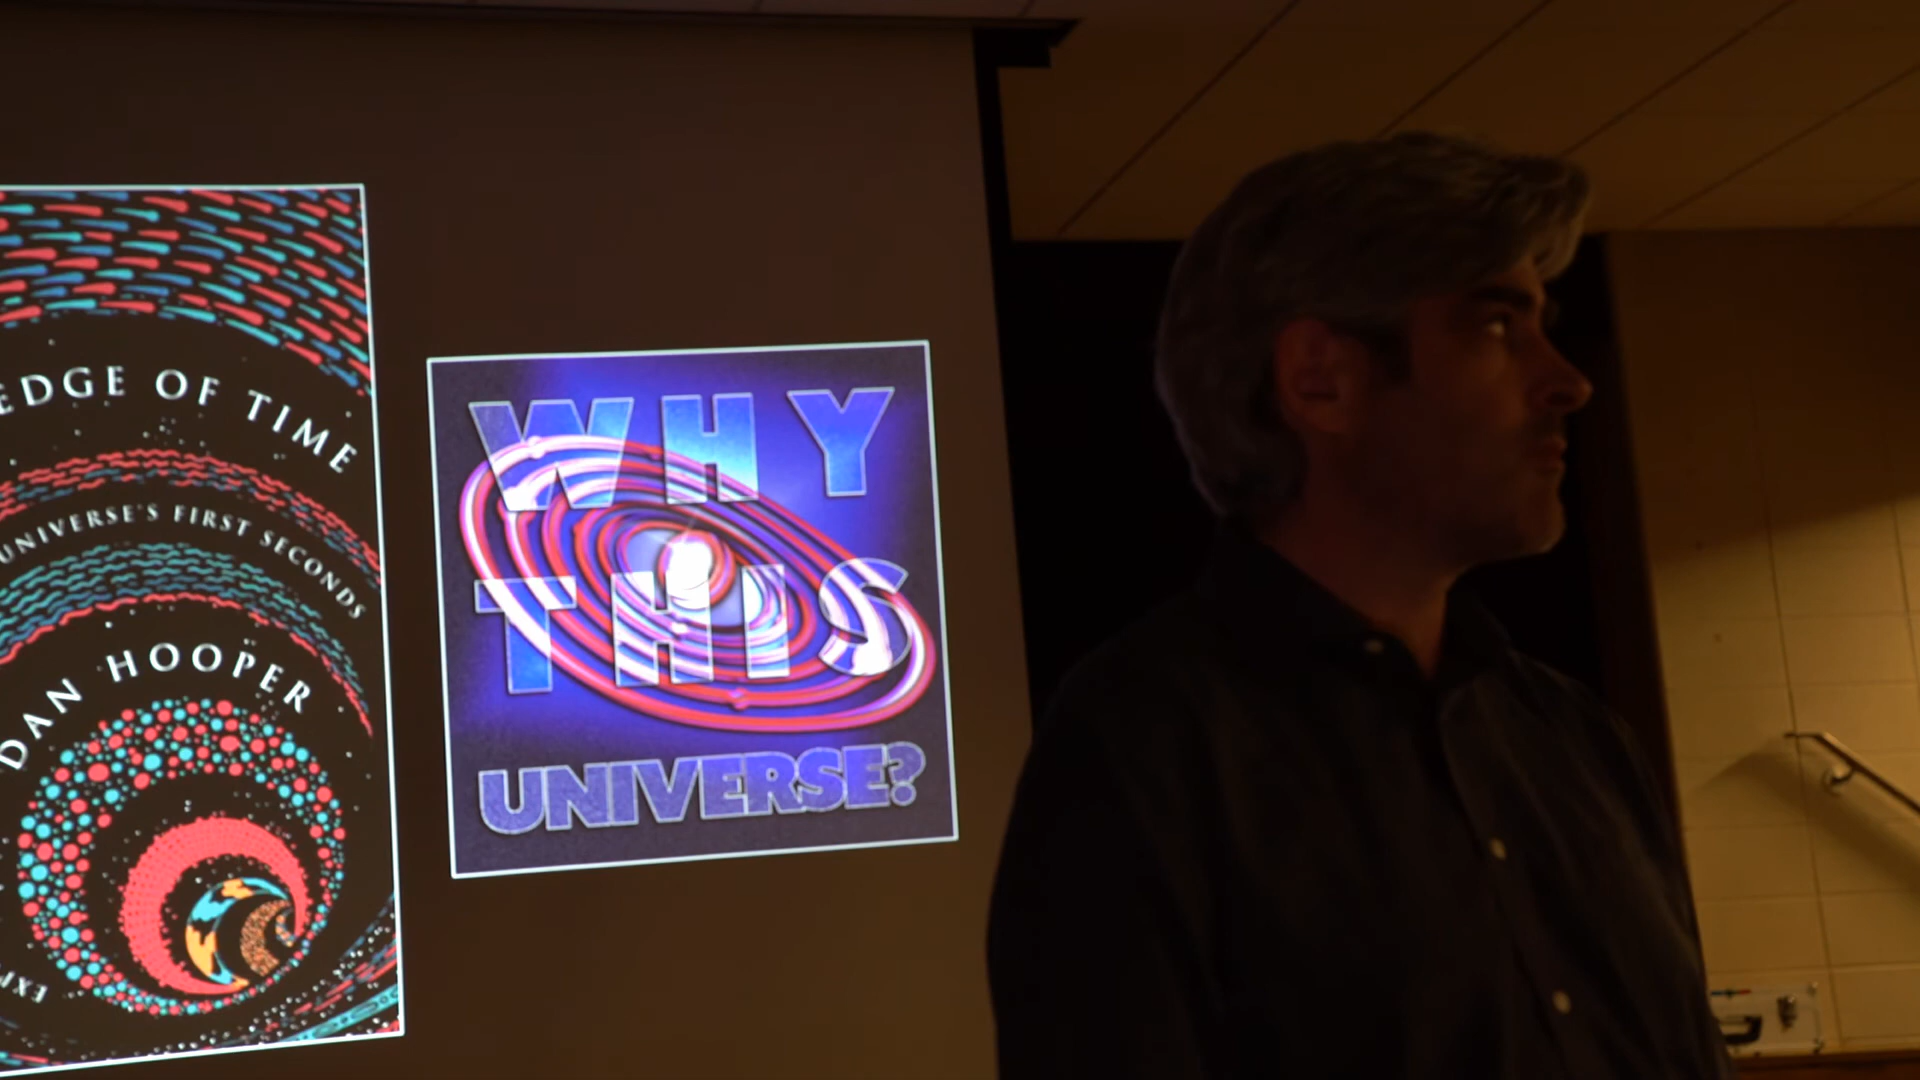 EDGE OF TIME
UNIVERSE'S FIRST SECONDS
DAN HOOPER
WHY
THIS
UNIVERSE?